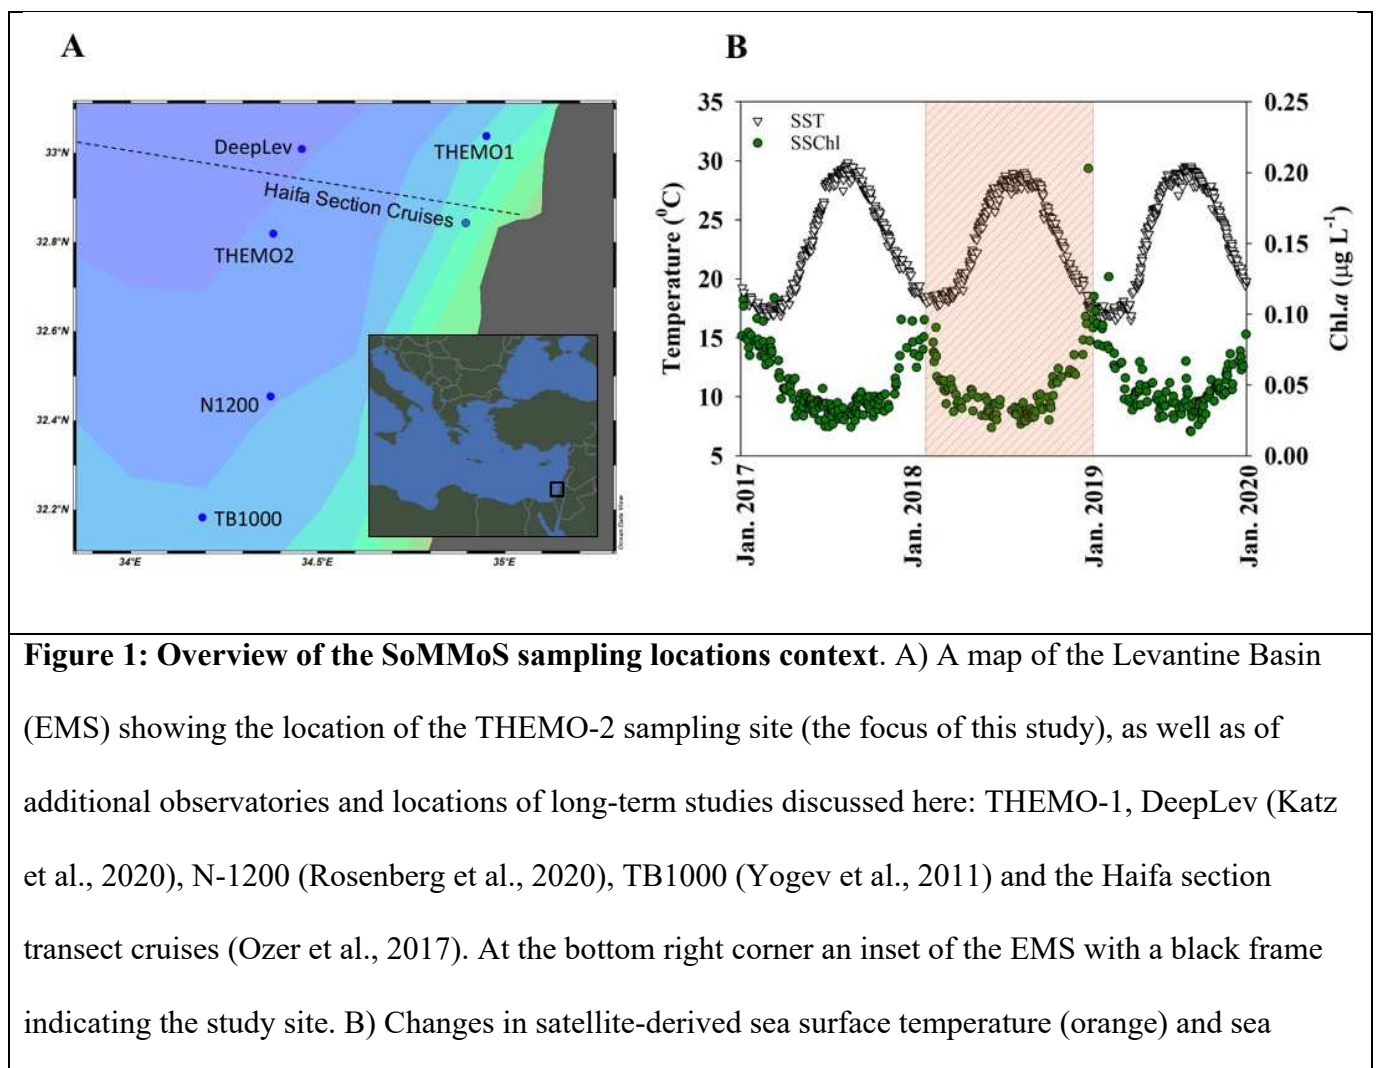 A
B
DeepLev
THEMO1
Haifa Section Cruises
THEMO2
N1200
TB1000
33°N
32.8°N
32.6°N
32.4°N
32.2°N
34°E
34.5°E
35°E
Ocean Data View
SST
SSChl
Temperature (⁰C)
35
30
25
20
15
10
5
Chl.a (µg L⁻¹)
0.25
0.20
0.15
0.10
0.05
0.00
Jan. 2017
Jan. 2018
Jan. 2019
Jan. 2020
Figure 1: Overview of the SoMMoS sampling locations context. A) A map of the Levantine Basin
(EMS) showing the location of the THEMO-2 sampling site (the focus of this study), as well as of
additional observatories and locations of long-term studies discussed here: THEMO-1, DeepLev (Katz
et al., 2020), N-1200 (Rosenberg et al., 2020), TB1000 (Yogev et al., 2011) and the Haifa section
transect cruises (Ozer et al., 2017). At the bottom right corner an inset of the EMS with a black frame
indicating the study site. B) Changes in satellite-derived sea surface temperature (orange) and sea